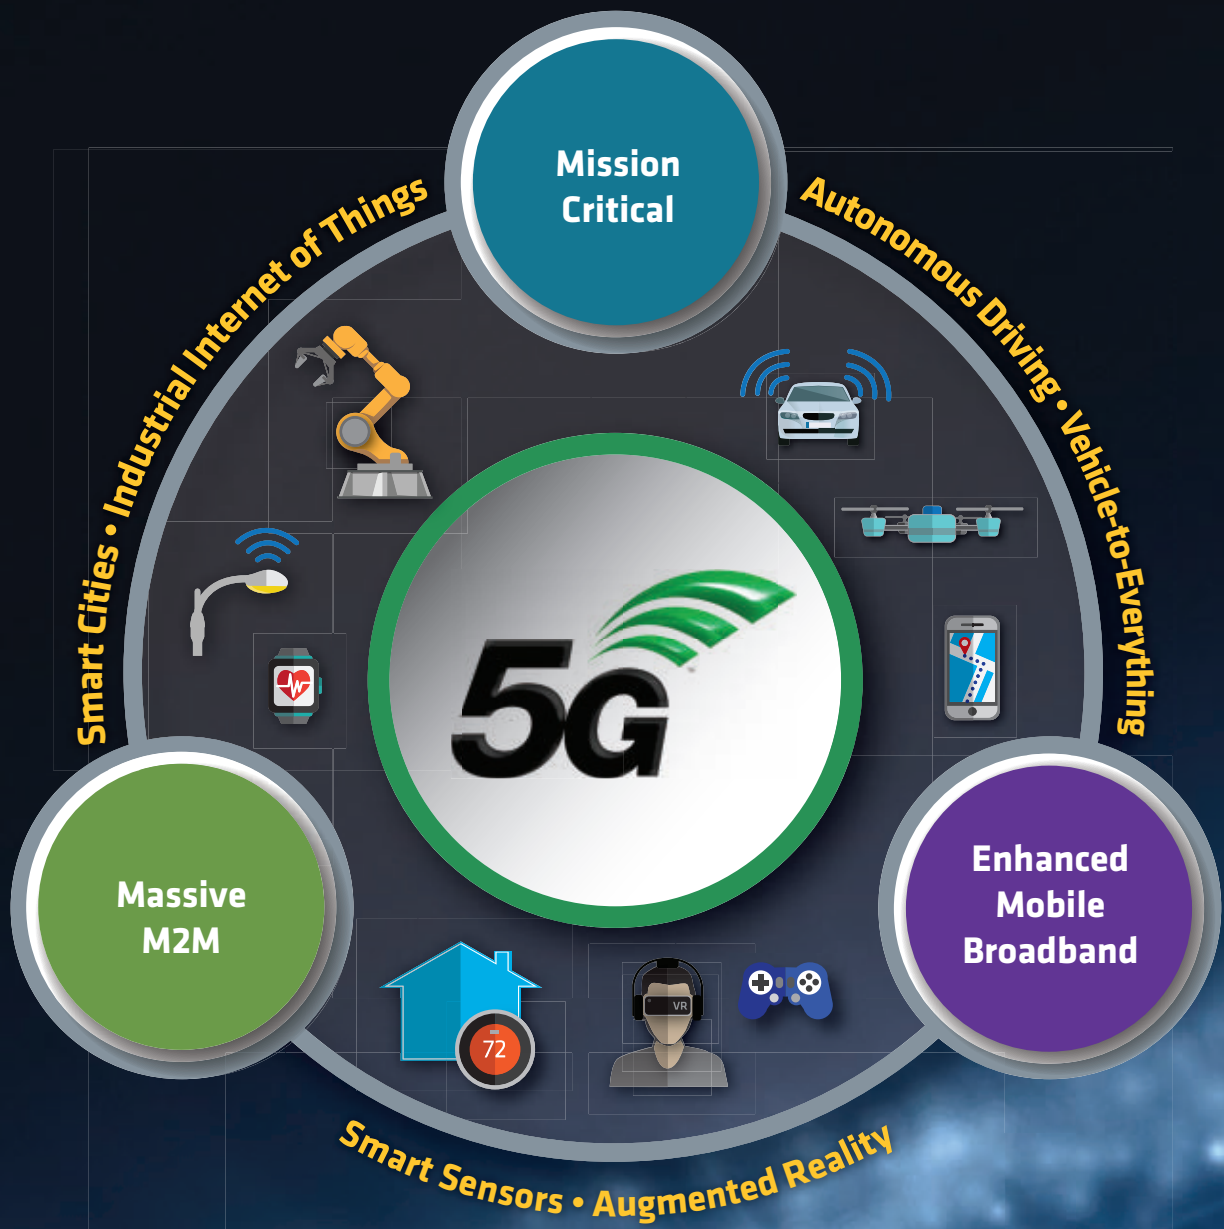 Mission
Critical
Smart Cities • Industrial Internet of Things
Autonomous Driving • Vehicle-to-Everything
5G
Massive
M2M
Enhanced
Mobile
Broadband
VR
72
Smart Sensors • Augmented Reality